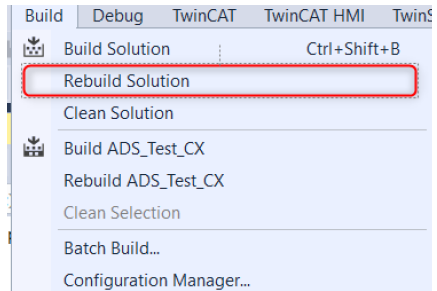 Build Debug TwinCAT TwinCAT HMI
Build Solution Ctrl+Shift+B
Rebuild Solution
Clean Solution
Build ADS_Test_CX
Rebuild ADS_Test_CX
Clean Selection
Batch Build...
Configuration Manager...